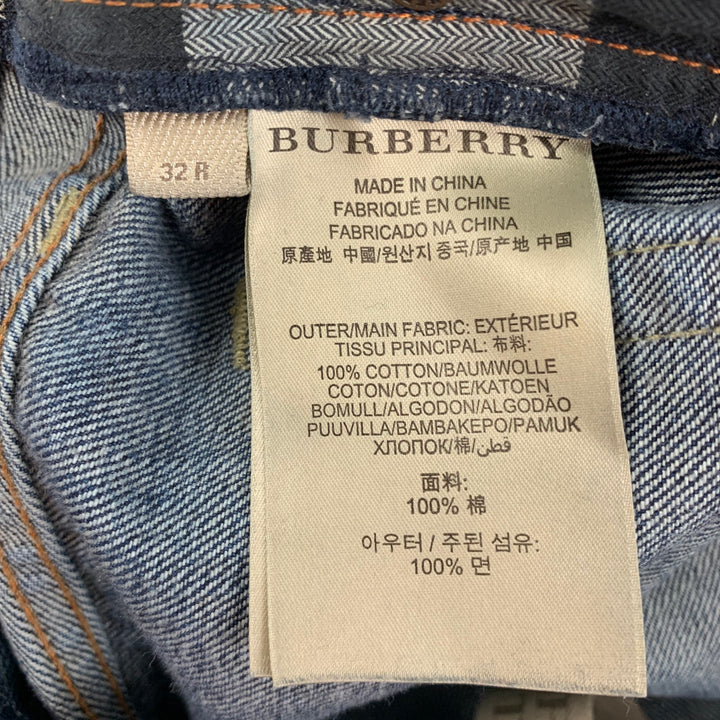 32 R
BURBERRY
MADE IN CHINA
FABRIQUÉ EN CHINE
FABRICADO NA CHINA
原產地 中國/원산지 중국/原产地 中国
OUTER/MAIN FABRIC: EXTÉRIEUR
TISSU PRINCIPAL: 布料:
100% COTTON/BAUMWOLLE
COTON/COTONE/KATOEN
BOMULL/ALGODON/ALGODÃO
PUUVILLA/BAMBAKEPO/PAMUK
ХЛОПОК/棉/قطن
面料:
100% 棉
아우터 / 주된 섬유:
100% 면